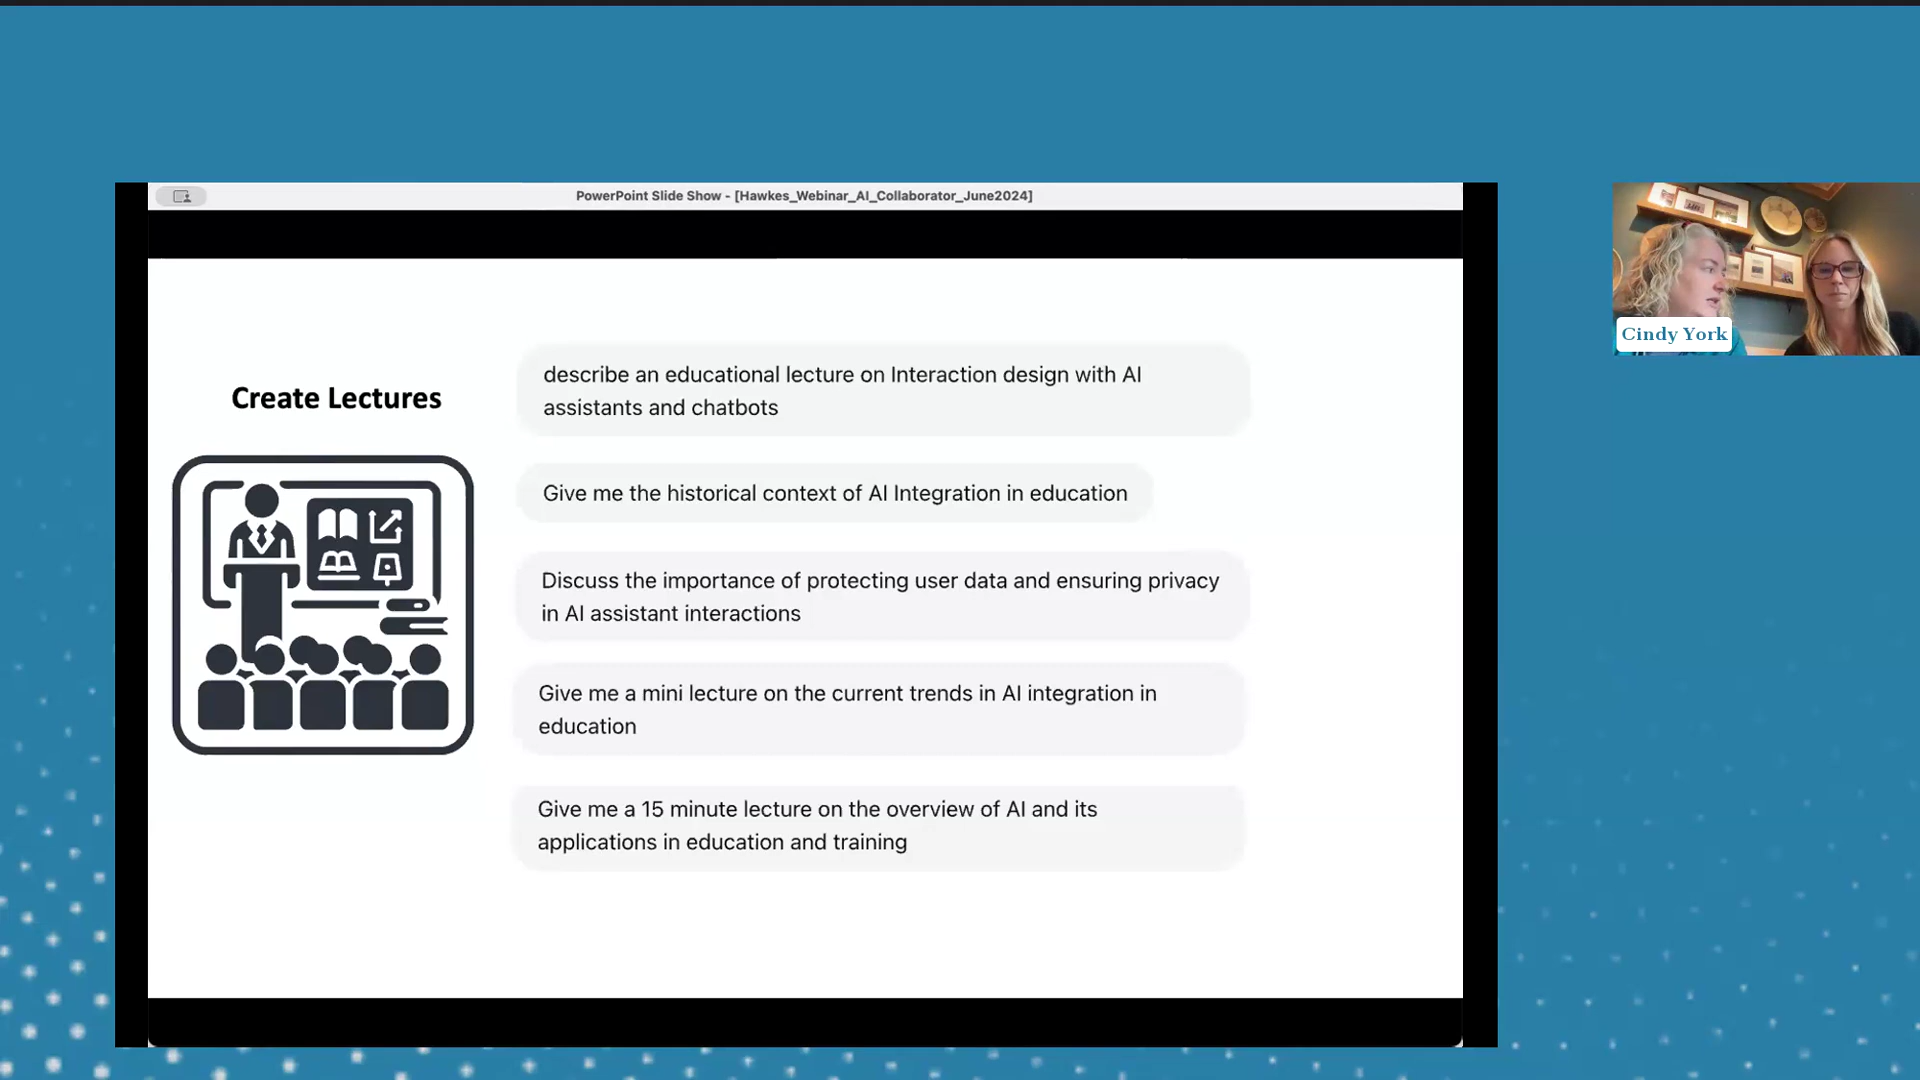 PowerPoint Slide Show - [Hawkes_Webinar_AI_Collaborator_June2024]
Create Lectures
describe an educational lecture on Interaction design with AI
assistants and chatbots
Give me the historical context of AI Integration in education
Discuss the importance of protecting user data and ensuring privacy
in AI assistant interactions
Give me a mini lecture on the current trends in AI integration in
education
Give me a 15 minute lecture on the overview of AI and its
applications in education and training
Cindy York